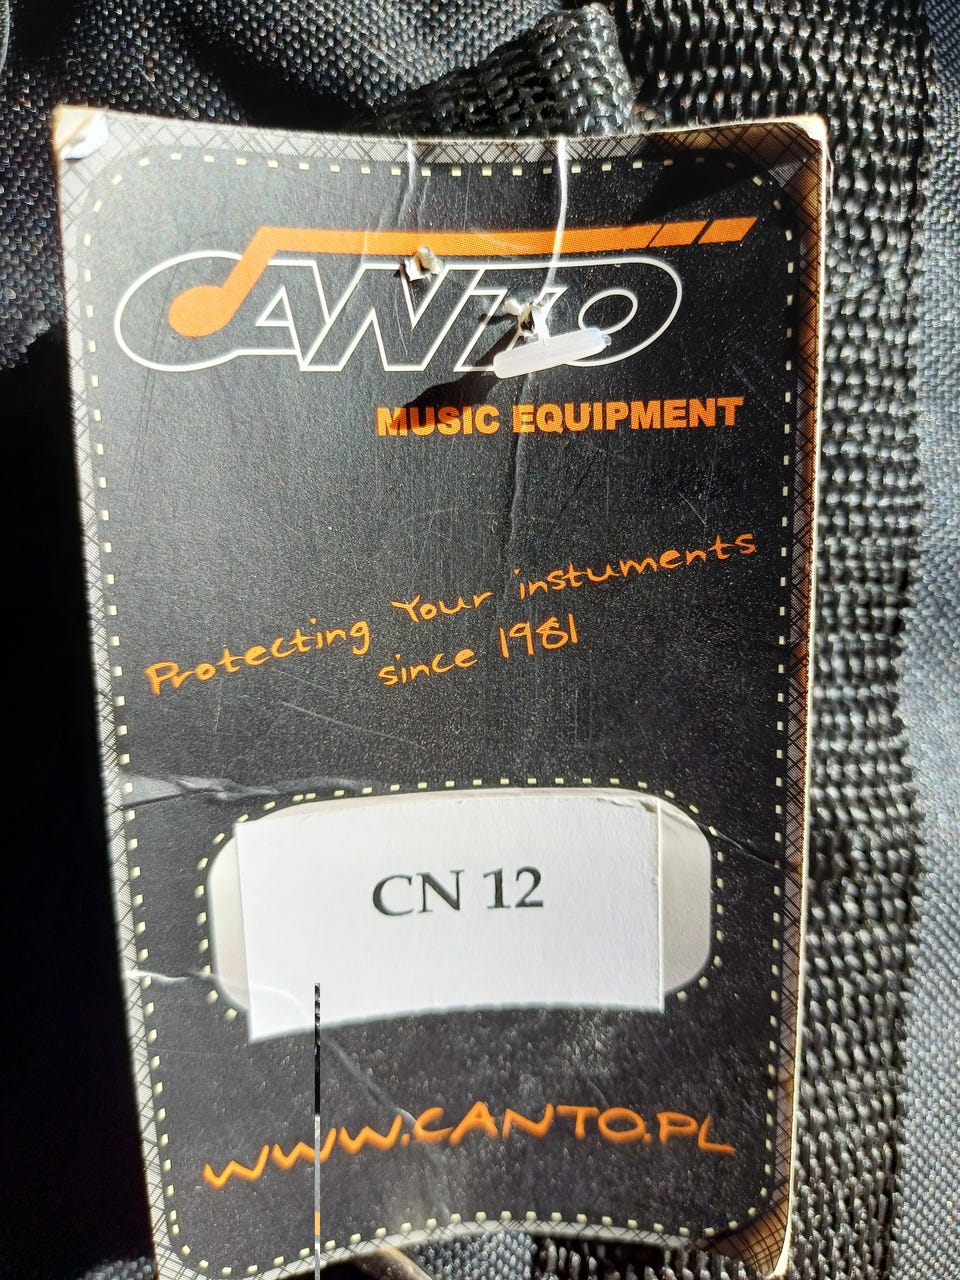 CANTO
MUSIC EQUIPMENT
Protecting Your instuments
since 1981
CN 12
WWW.CANTO.PL